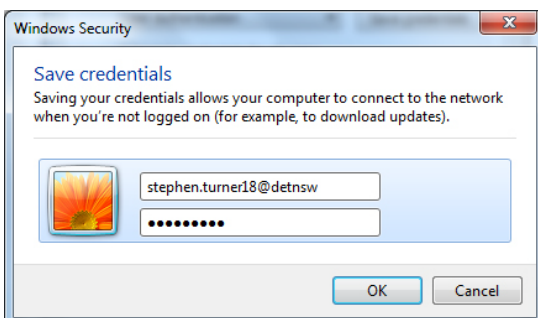 Windows Security
Save credentials
Saving your credentials allows your computer to connect to the network
when you're not logged on (for example, to download updates).
stephen.turner18@detnsw
●●●●●●●●●
OK
Cancel